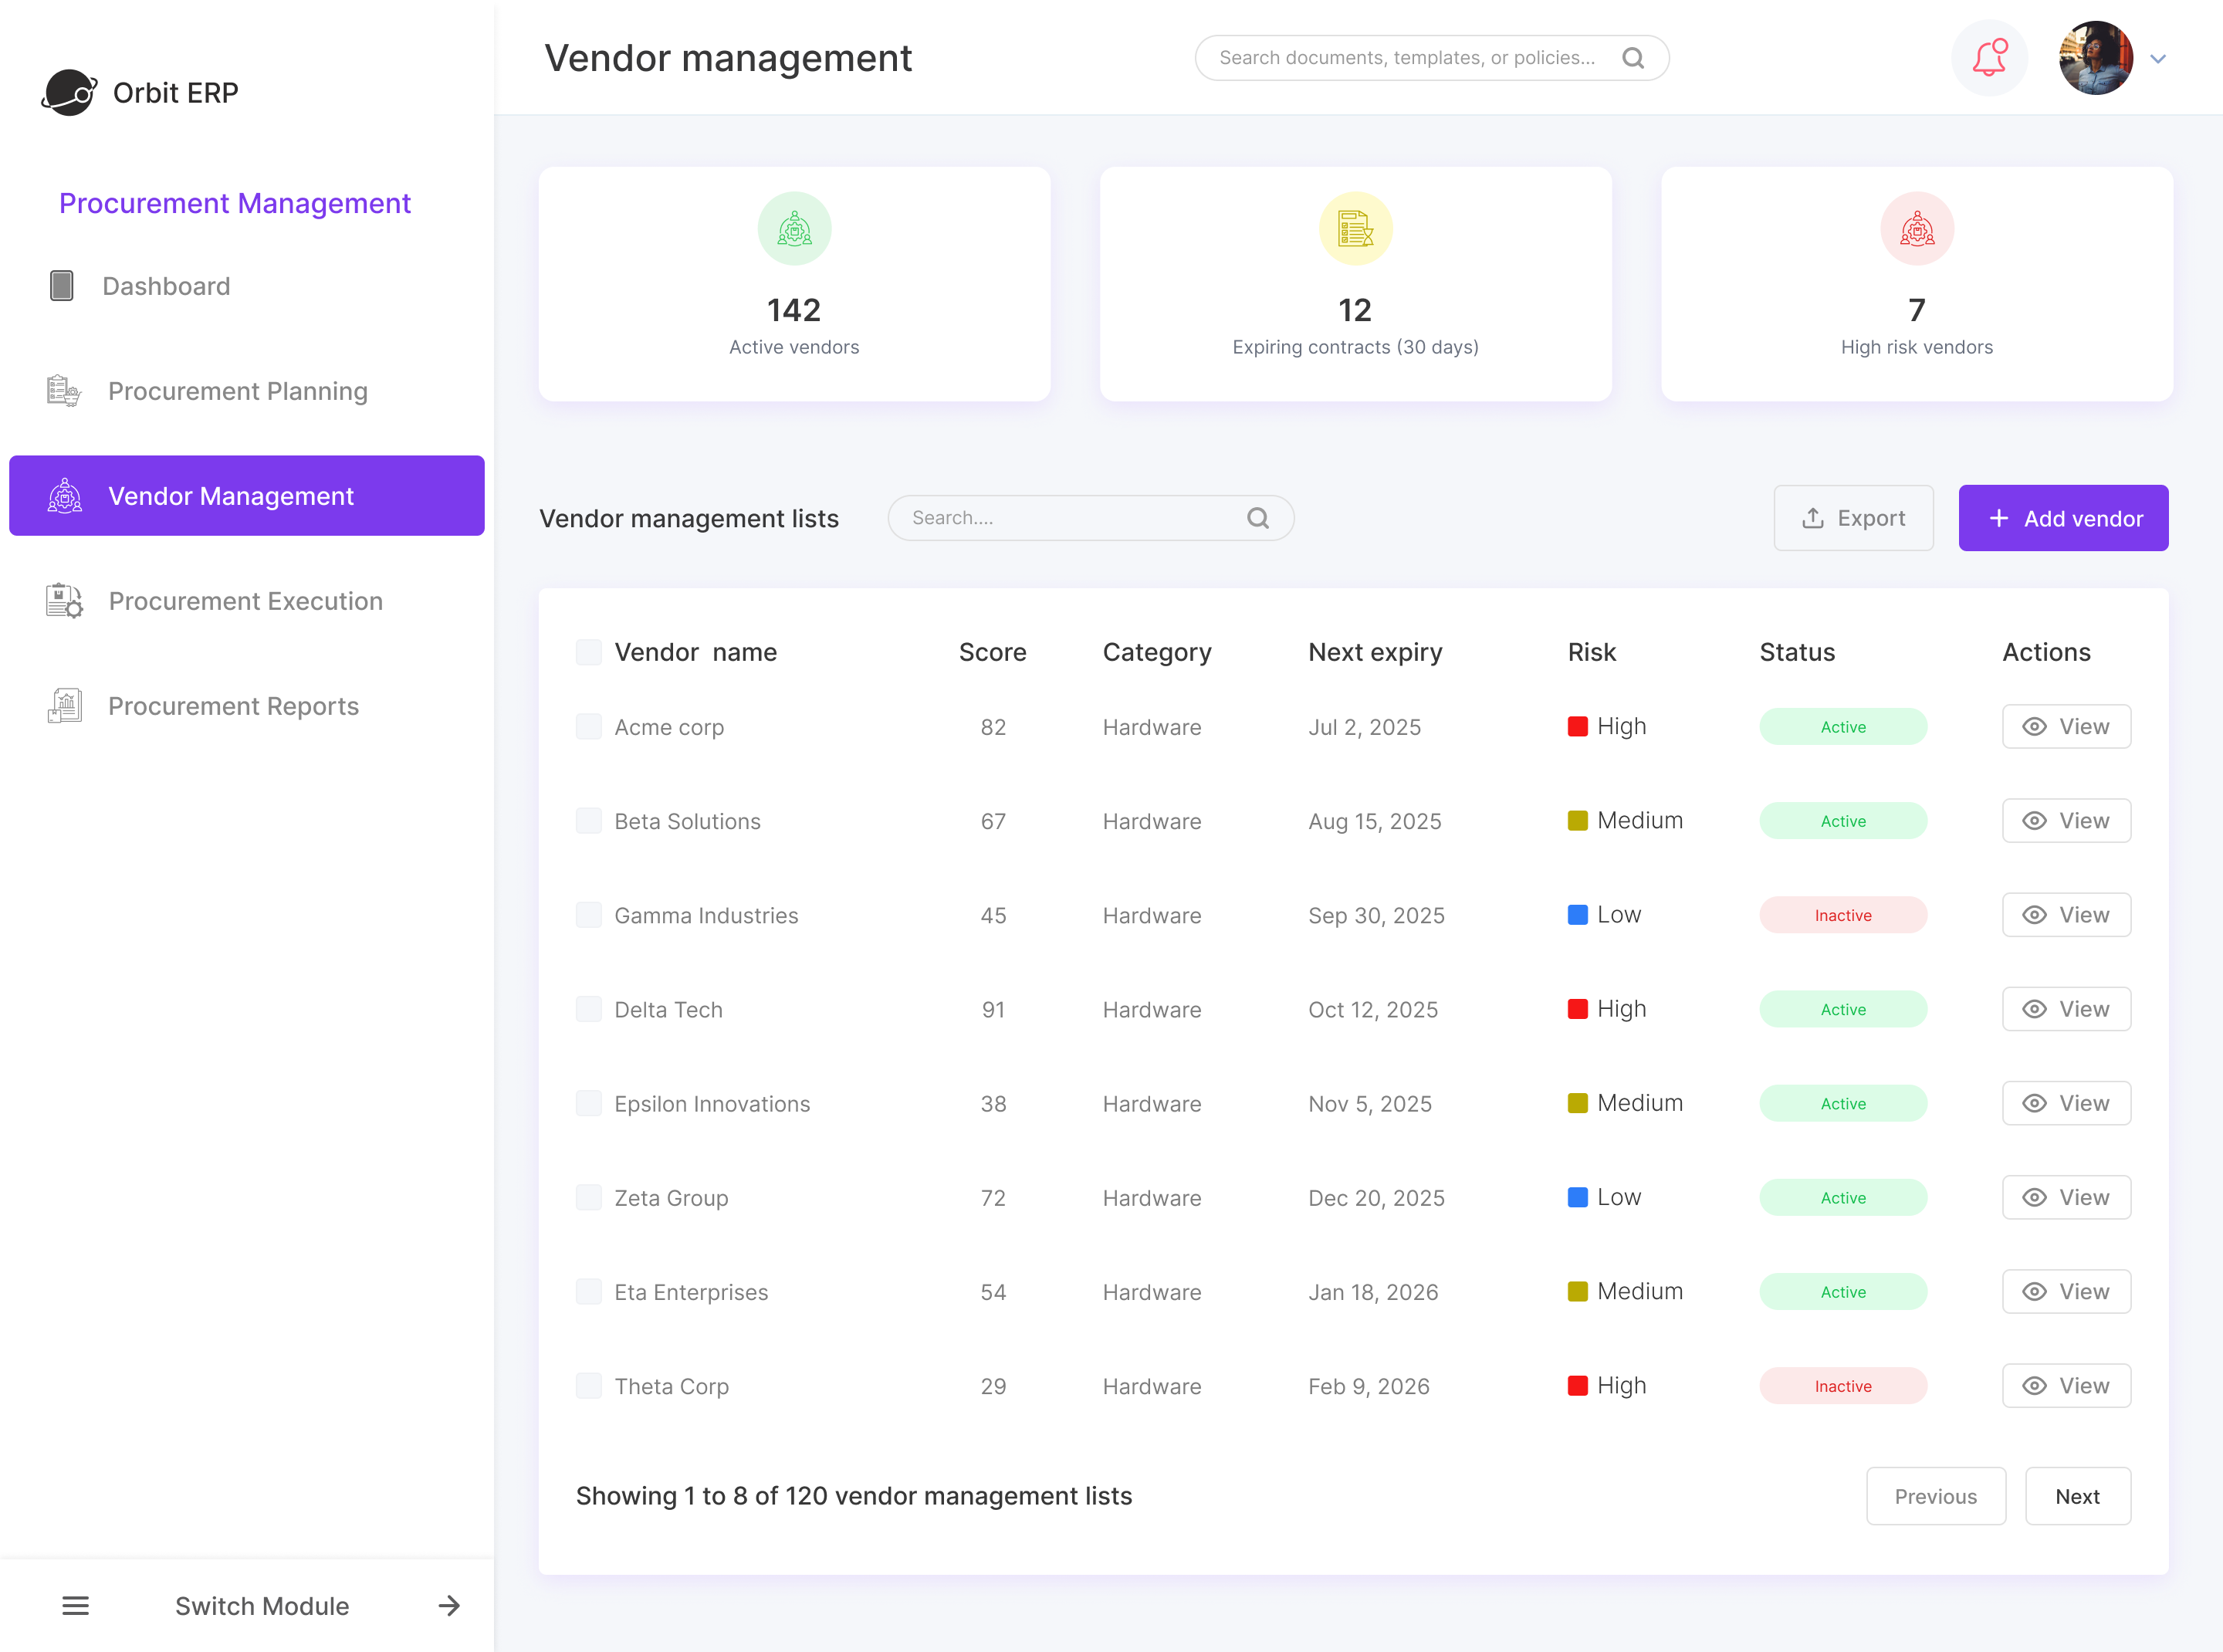 Orbit ERP
Vendor management
Search documents, templates, or policies...
Procurement Management
Dashboard
Procurement Planning
Vendor Management
Procurement Execution
Procurement Reports
Switch Module
142
Active vendors
12
Expiring contracts (30 days)
7
High risk vendors
Vendor management lists
Search....
Export
+ Add vendor
Vendor name Score Category Next expiry Risk Status Actions
Acme corp 82 Hardware Jul 2, 2025 High Active View
Beta Solutions 67 Hardware Aug 15, 2025 Medium Active View
Gamma Industries 45 Hardware Sep 30, 2025 Low Inactive View
Delta Tech 91 Hardware Oct 12, 2025 High Active View
Epsilon Innovations 38 Hardware Nov 5, 2025 Medium Active View
Zeta Group 72 Hardware Dec 20, 2025 Low Active View
Eta Enterprises 54 Hardware Jan 18, 2026 Medium Active View
Theta Corp 29 Hardware Feb 9, 2026 High Inactive View
Showing 1 to 8 of 120 vendor management lists
Previous
Next